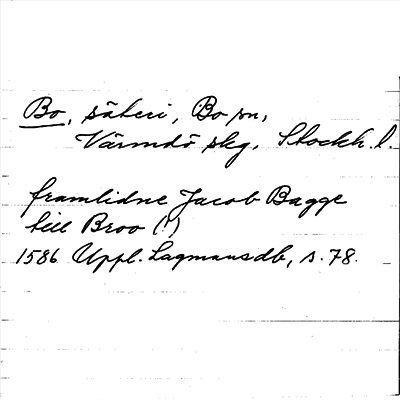 Bo, säteri, Bo sn,
Värmdö skg, Stockh. l.
framlidne Jacob Bagge
till Broo (!)
1586 Uppl. Lagmansdb, s. 78.